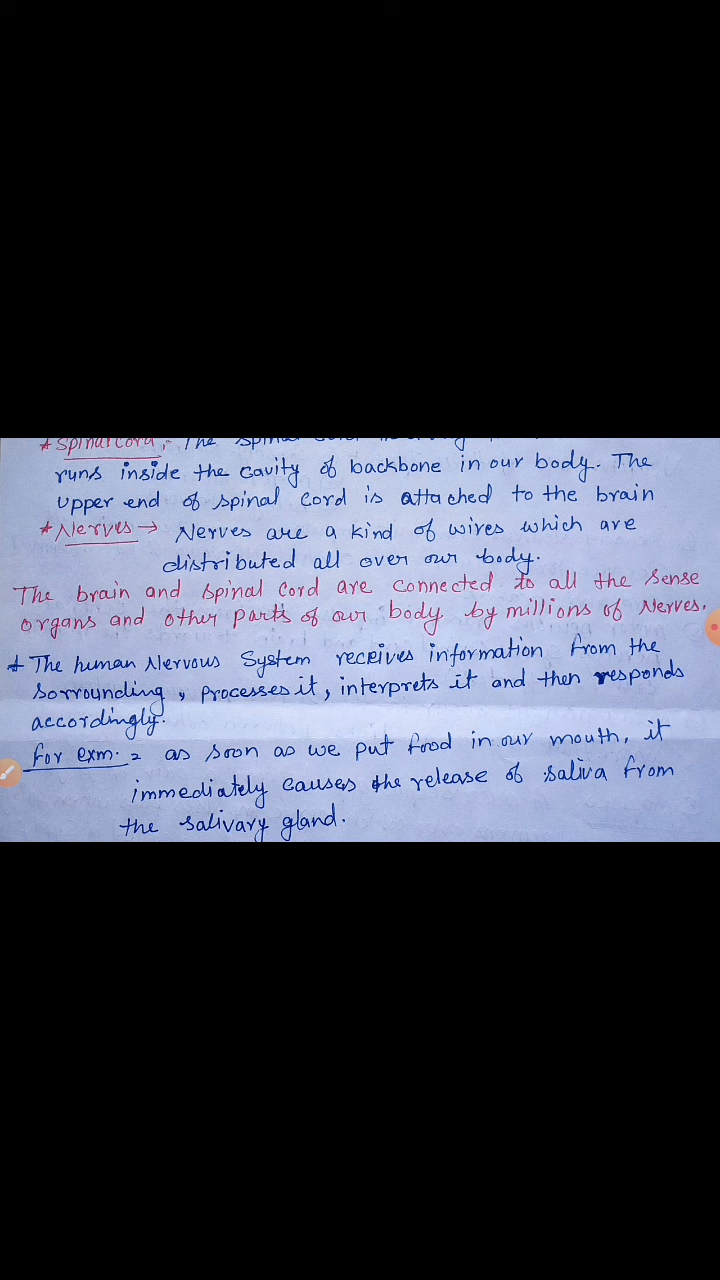 * Spinal Cord :- The spinal
runs inside the cavity of backbone in our body. The
upper end of spinal cord is attached to the brain
* Nerves → Nerves are a kind of wires which are
distributed all over our body.
The brain and spinal cord are connected to all the sense
organs and other parts of our body by millions of Nerves.
* The human Nervous System receives information from the
sorrounding, processes it, interprets it and then responds
accordingly.
for exm. = as soon as we put food in our mouth, it
immediately causes the release of saliva from
the salivary gland.